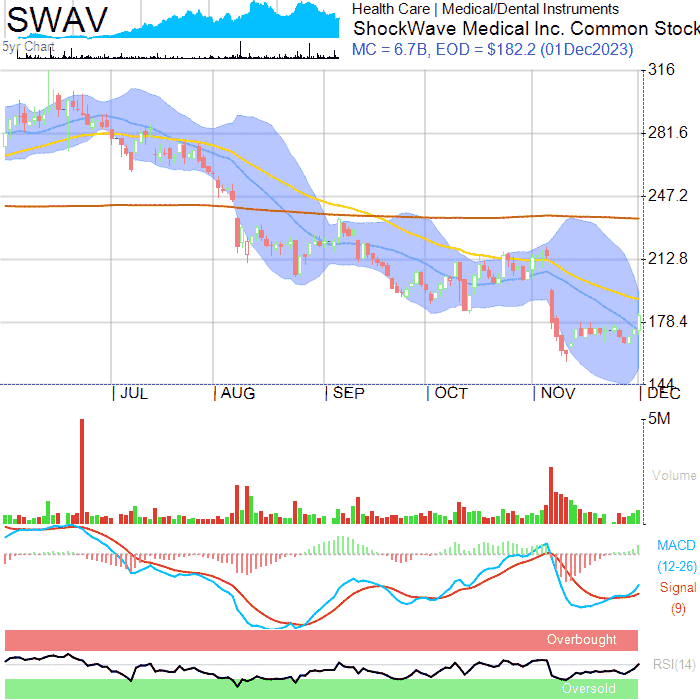 SWAV
5yr Chart
Health Care | Medical/Dental Instruments
ShockWave Medical Inc. Common Stock
MC = 6.7B, EOD = $182.2 (01Dec2023)
316
281.6
247.2
212.8
178.4
144
JUL AUG SEP OCT NOV DEC
5M
Volume
MACD
(12-26)
Signal
(9)
Overbought
RSI(14)
Oversold